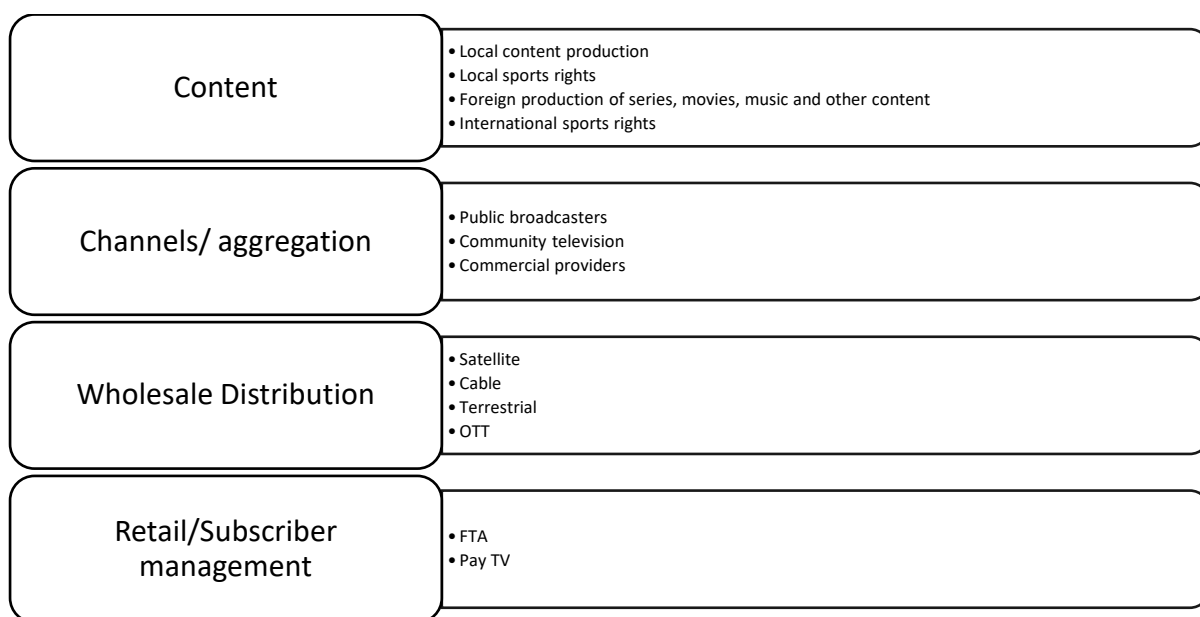 Content
• Local content production
• Local sports rights
• Foreign production of series, movies, music and other content
• International sports rights
Channels/ aggregation
• Public broadcasters
• Community television
• Commercial providers
Wholesale Distribution
• Satellite
• Cable
• Terrestrial
• OTT
Retail/Subscriber
management
• FTA
• Pay TV